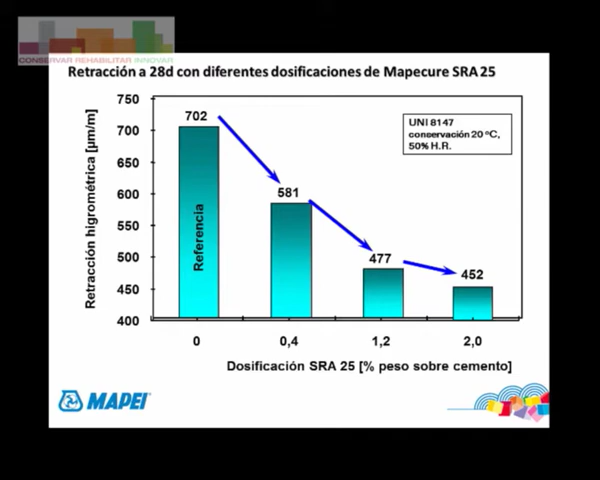 CONSERVAR REHABILITAR INNOVAR
Retracción a 28d con diferentes dosificaciones de Mapecure SRA 25
Retracción higrométrica [µm/m]
750
700
650
600
550
500
450
400
UNI 8147
conservación 20 ºC,
50% H.R.
702
581
477
452
Referencia
0
0,4
1,2
2,0
Dosificación SRA 25 [% peso sobre cemento]
MAPEI